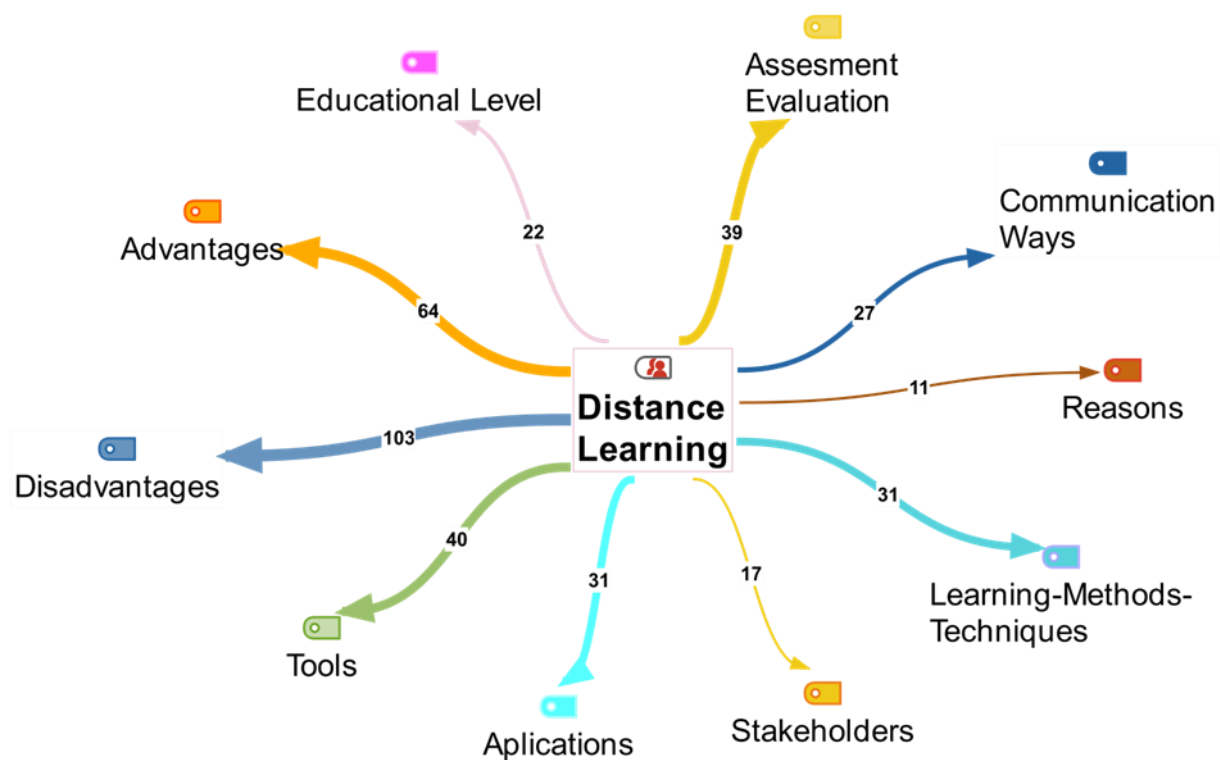 Assesment
Evaluation
Educational Level
Communication
Ways
Advantages
22
39
64
27
Distance
Learning
11
Reasons
103
Disadvantages
31
40
31
17
Learning-Methods-
Techniques
Tools
Aplications
Stakeholders